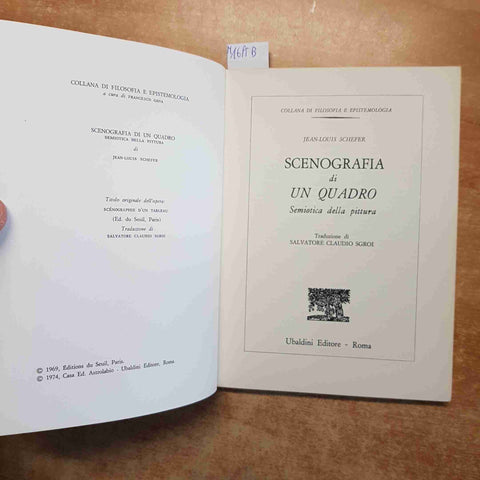 COLLANA DI FILOSOFIA E EPISTEMOLOGIA
a cura di FRANCESCO GANA
SCENOGRAFIA DI UN QUADRO
SEMIOTICA DELLA PITTURA
di
JEAN-LOUIS SCHEFER
Titolo originale dell'opera:
SCÉNOGRAPHIE D'UN TABLEAU
(Ed. du Seuil, Paris)
Traduzione di
SALVATORE CLAUDIO SGROI
© 1969, Editions du Seuil, Paris.
© 1974, Casa Ed. Astrolabio - Ubaldini Editore, Roma.
COLLANA DI FILOSOFIA E EPISTEMOLOGIA
JEAN-LOUIS SCHEFER
SCENOGRAFIA
di
UN QUADRO
Semiotica della pittura
Traduzione di
SALVATORE CLAUDIO SGROI
Ubaldini Editore - Roma